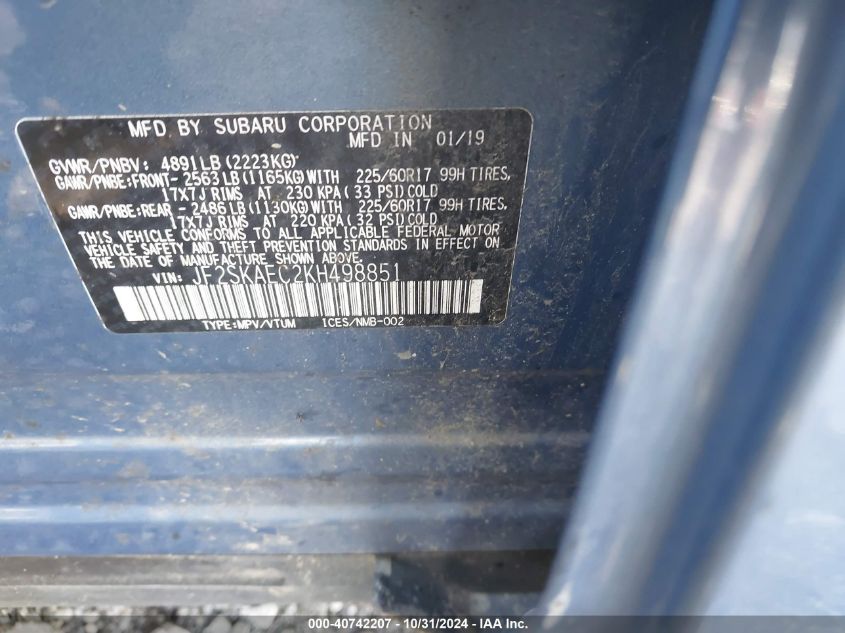 MFD BY SUBARU CORPORATION
MFD IN 01/19
GVWR/PNBV: 4891LB(2223KG)
GAWR/PNBE:FRONT-2563LB(1165KG)WITH 225/60R17 99H TIRES,
17X7J RIMS AT 230 KPA(33 PSI)COLD
GAWR/PNBE:REAR -2486LB(1130KG)WITH 225/60R17 99H TIRES,
17X7J RIMS AT 220 KPA(32 PSI)COLD
THIS VEHICLE CONFORMS TO ALL APPLICABLE FEDERAL MOTOR
VEHICLE SAFETY AND THEFT PREVENTION STANDARDS IN EFFECT ON
THE DATE OF MANUFACTURE SHOWN ABOVE.
VIN: JF2SKAEC2KH498851
TYPE:MPV/VTUM ICES/NMB-002
000-40742207 - 10/31/2024 - IAA Inc.